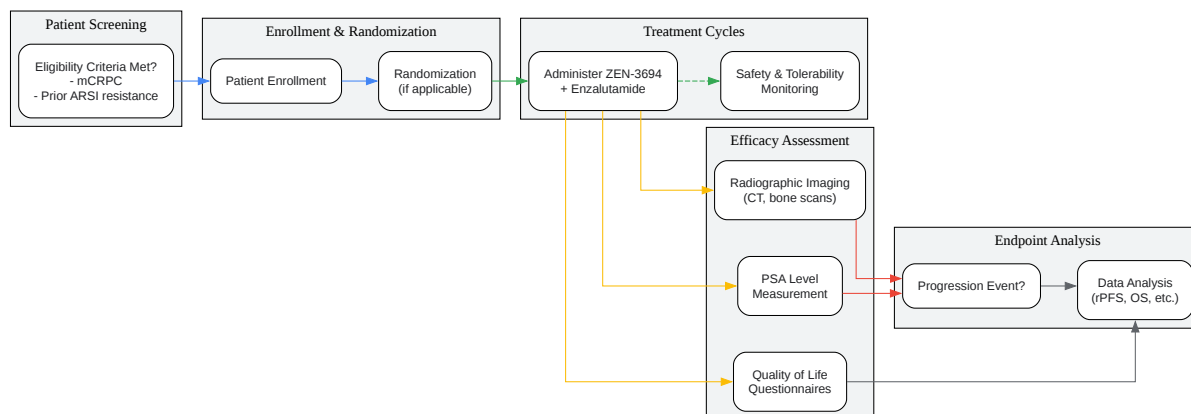 Patient Screening
Eligibility Criteria Met?
- mCRPC
- Prior ARSI resistance
Enrollment & Randomization
Patient Enrollment
Randomization
(if applicable)
Treatment Cycles
Administer ZEN-3694
+ Enzalutamide
Safety & Tolerability
Monitoring
Efficacy Assessment
Radiographic Imaging
(CT, bone scans)
PSA Level
Measurement
Quality of Life
Questionnaires
Endpoint Analysis
Progression Event?
Data Analysis
(rPFS, OS, etc.)